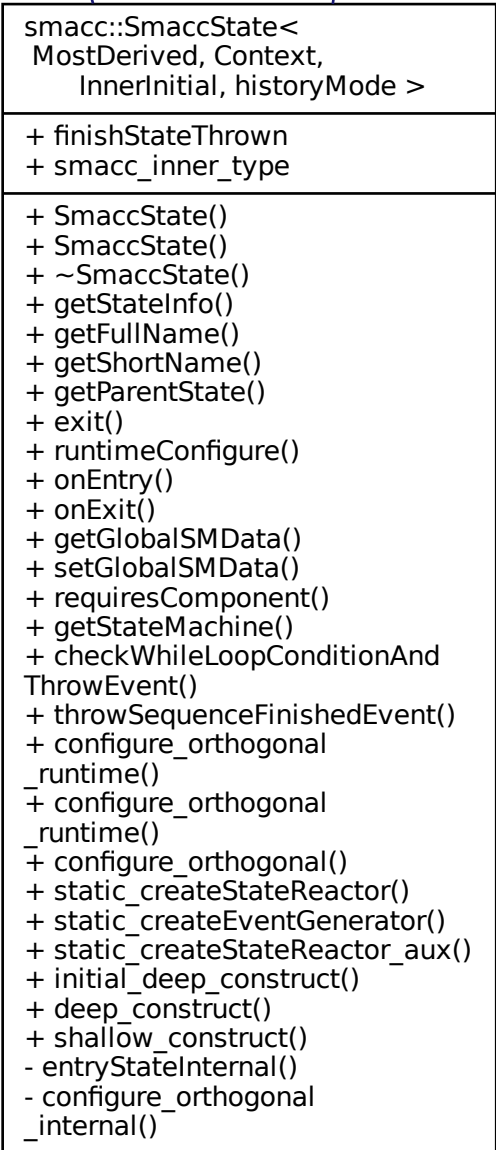 smacc::SmaccState<
MostDerived, Context,
InnerInitial, historyMode >
+ finishStateThrown
+ smacc_inner_type
+ SmaccState()
+ SmaccState()
+ ~SmaccState()
+ getStateInfo()
+ getFullName()
+ getShortName()
+ getParentState()
+ exit()
+ runtimeConfigure()
+ onEntry()
+ onExit()
+ getGlobalSMData()
+ setGlobalSMData()
+ requiresComponent()
+ getStateMachine()
+ checkWhileLoopConditionAnd
ThrowEvent()
+ throwSequenceFinishedEvent()
+ configure_orthogonal
_runtime()
+ configure_orthogonal
_runtime()
+ configure_orthogonal()
+ static_createStateReactor()
+ static_createEventGenerator()
+ static_createStateReactor_aux()
+ initial_deep_construct()
+ deep_construct()
+ shallow_construct()
- entryStateInternal()
- configure_orthogonal
_internal()